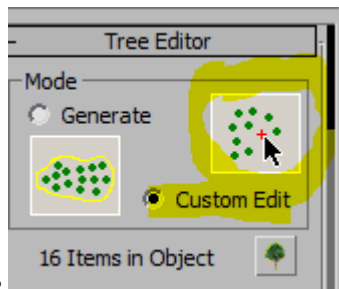 Tree Editor
Mode
Generate
Custom Edit
16 Items in Object